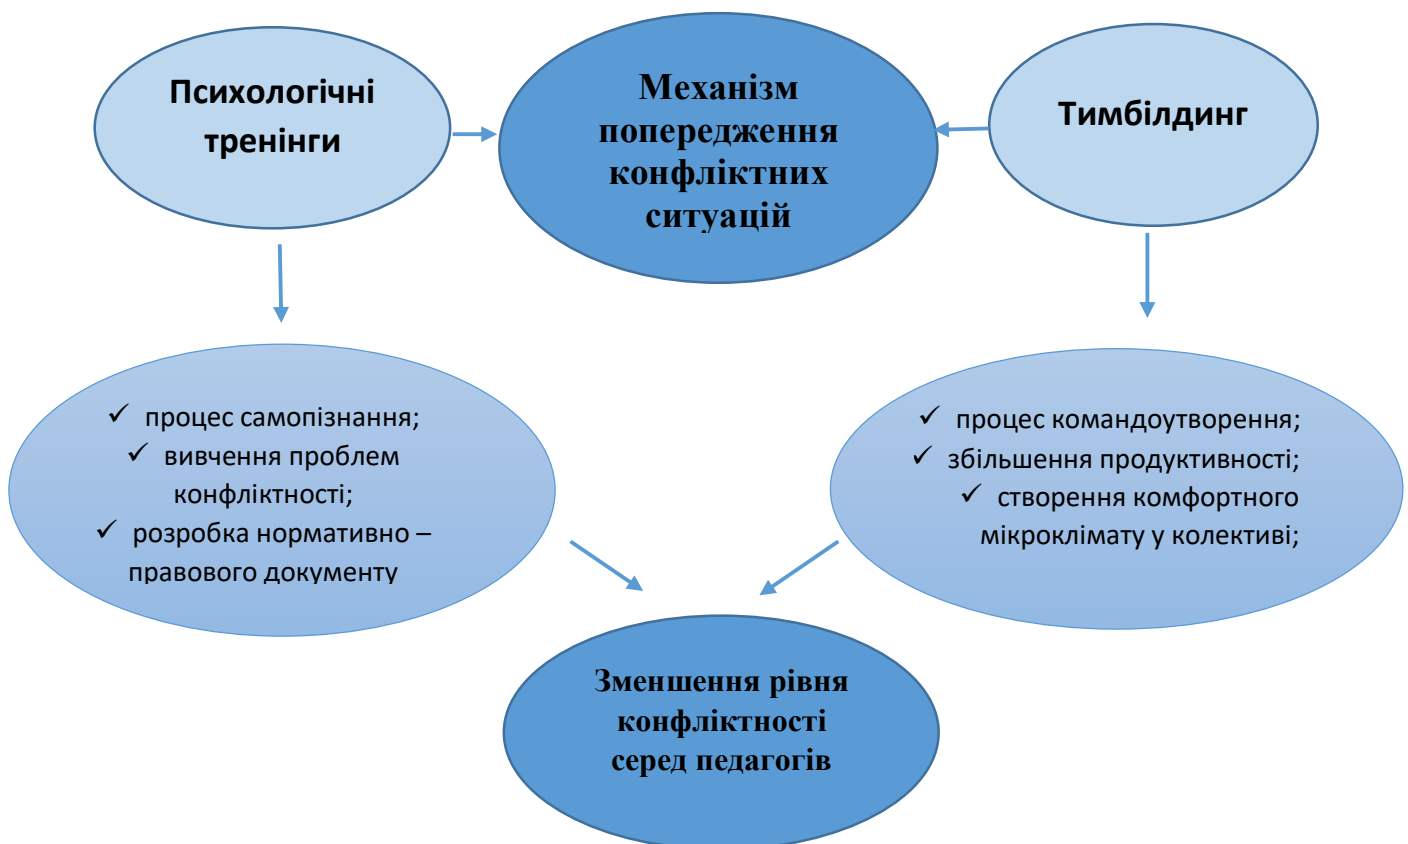 Психологічні
тренінги
Механізм
попередження
конфліктних
ситуацій
Тимбілдинг
✓ процес самопізнання;
✓ вивчення проблем
конфліктності;
✓ розробка нормативно –
правового документу
✓ процес командоутворення;
✓ збільшення продуктивності;
✓ створення комфортного
мікроклімату у колективі;
Зменшення рівня
конфліктності
серед педагогів